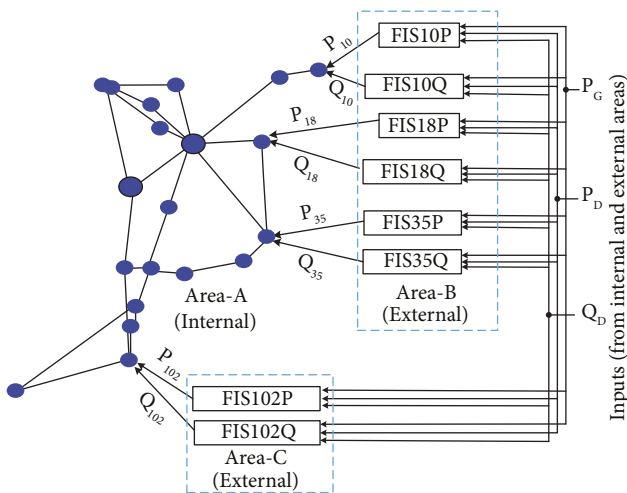 P10
FIS10P
Q10
FIS10Q
PG
P18
FIS18P
Q18
FIS18Q
PD
P35
FIS35P
Q35
FIS35Q
Area-A
(Internal)
Area-B
(External)
QD
Inputs (from internal and external areas)
P102
FIS102P
Q102
FIS102Q
Area-C
(External)